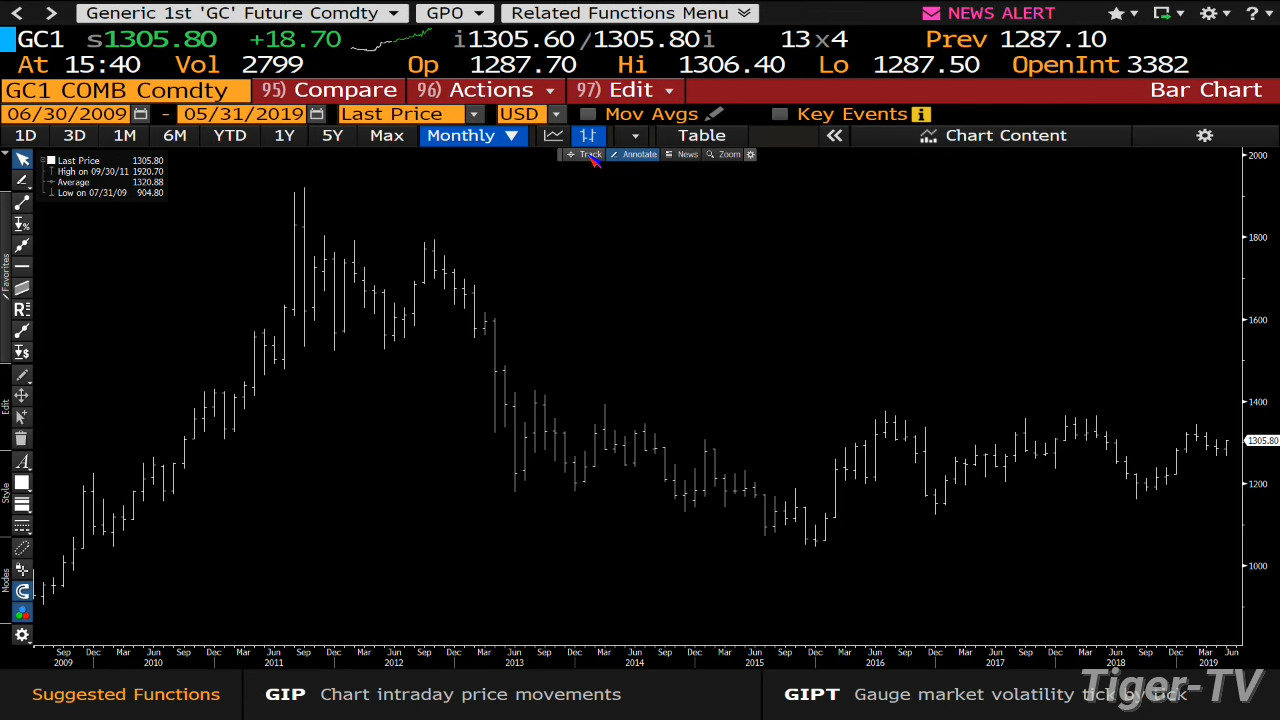 Generic 1st 'GC' Future Comdty GPO Related Functions Menu NEWS ALERT ?
GC1 s1305.80 +18.70 i1305.60/1305.80i 13x4 Prev 1287.10
At 15:40 Vol 2799 Op 1287.70 Hi 1306.40 Lo 1287.50 OpenInt 3382
GC1 COMB Comdty 95) Compare 96) Actions 97) Edit Bar Chart
06/30/2009 - 05/31/2019 Last Price USD Mov Avgs Key Events i
1D 3D 1M 6M YTD 1Y 5Y Max Monthly Table Chart Content
Track Annotate News Zoom
Last Price 1305.80
High on 09/30/11 1920.70
Average 1320.88
Low on 07/31/09 904.80
Favorites
Edit
Style
Modes
2000
1800
1600
1400
1305.80
1200
1000
Sep Dec Mar Jun Sep Dec Mar Jun Sep Dec Mar Jun Sep Dec Mar Jun Sep Dec Mar Jun Sep Dec Mar Jun Sep Dec Mar Jun Sep Dec Mar Jun Sep Dec Mar Jun Sep Dec Mar Jun
2009 2010 2011 2012 2013 2014 2015 2016 2017 2018 2019
Suggested Functions GIP Chart intraday price movements GIPT Gauge market volatility tick by tick
Tiger-TV